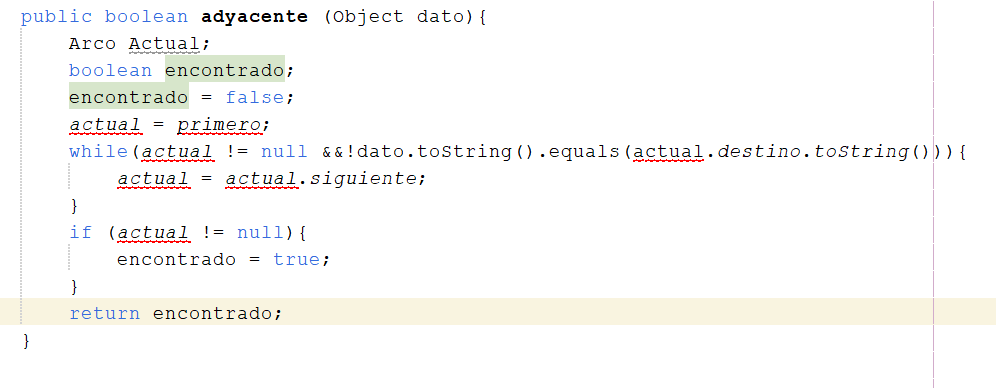 public boolean adyacente (Object dato){
Arco Actual;
boolean encontrado;
encontrado = false;
actual = primero;
while(actual != null &&!dato.toString().equals(actual.destino.toString())){
actual = actual.siguiente;
}
if (actual != null){
encontrado = true;
}
return encontrado;
}